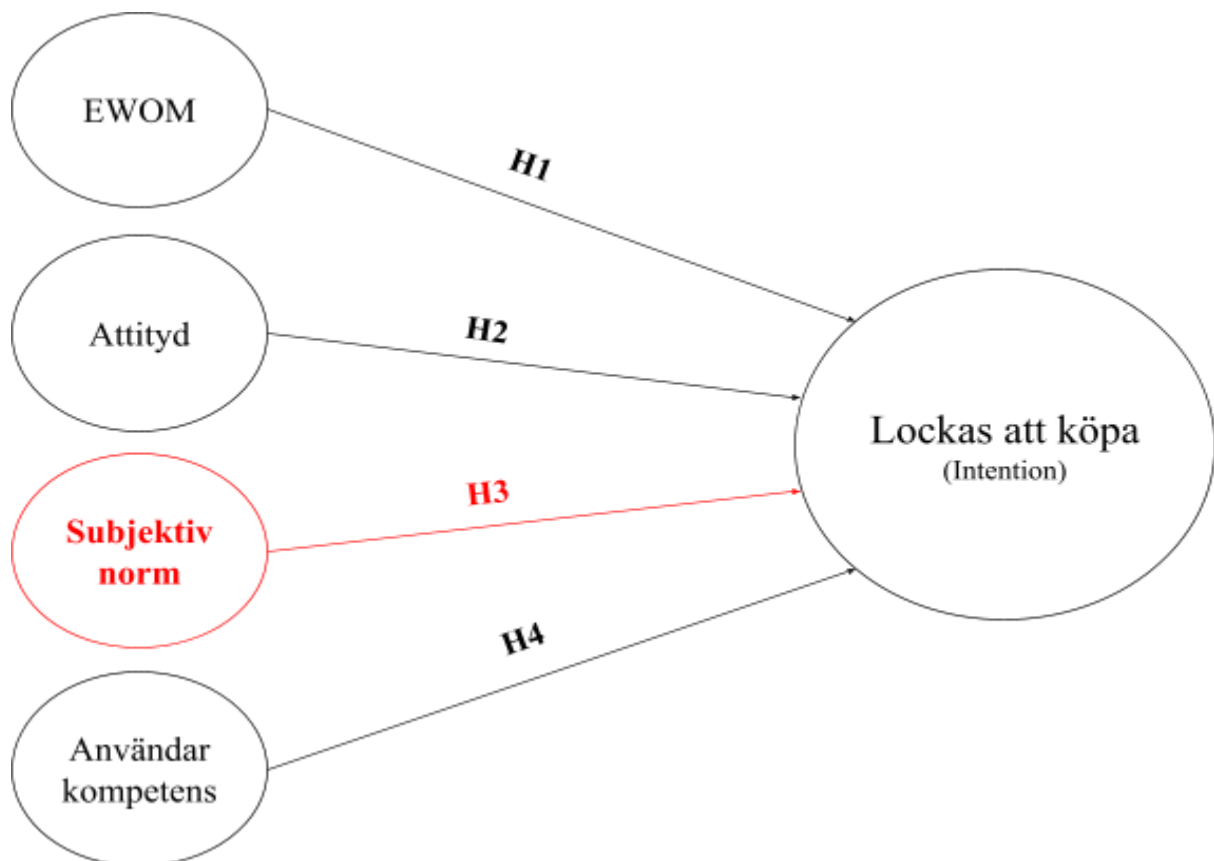 EWOM
H1
Attityd
H2
Lockas att köpa
(Intention)
Subjektiv
norm
H3
H4
Användar
kompetens